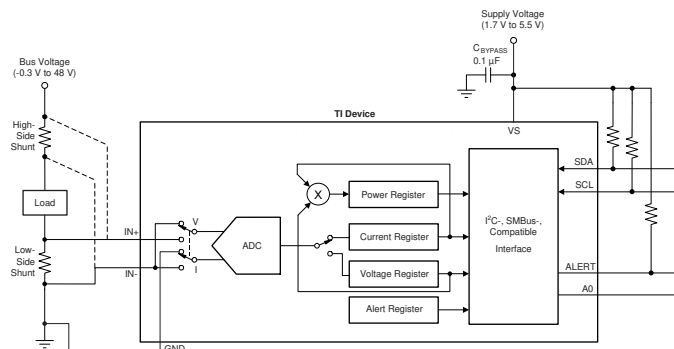 Supply Voltage
(1.7 V to 5.5 V)
C BYPASS
0.1 µF
Bus Voltage
(-0.3 V to 48 V)
TI Device
VS
High-
Side
Shunt
SDA
Power Register
X
SCL
Load
V
I²C-, SMBus-,
Compatible
Interface
IN+
ADC
Current Register
Low-
Side
Shunt
IN-
I
Voltage Register
ALERT
A0
Alert Register
GND